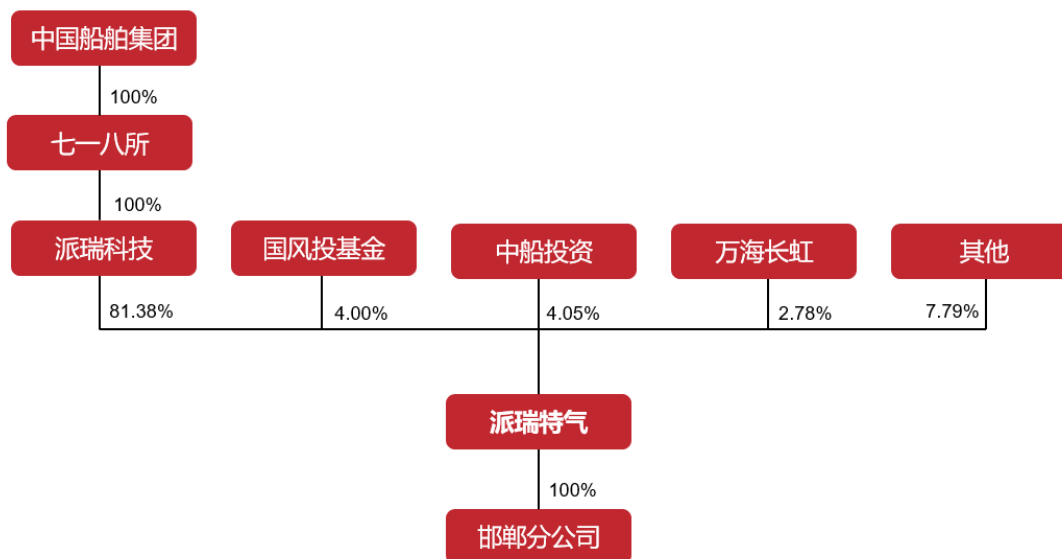 中国船舶集团
100%
七一八所
100%
派瑞科技
国风投基金
中船投资
万海长虹
其他
81.38%
4.00%
4.05%
2.78%
7.79%
派瑞特气
100%
邯郸分公司